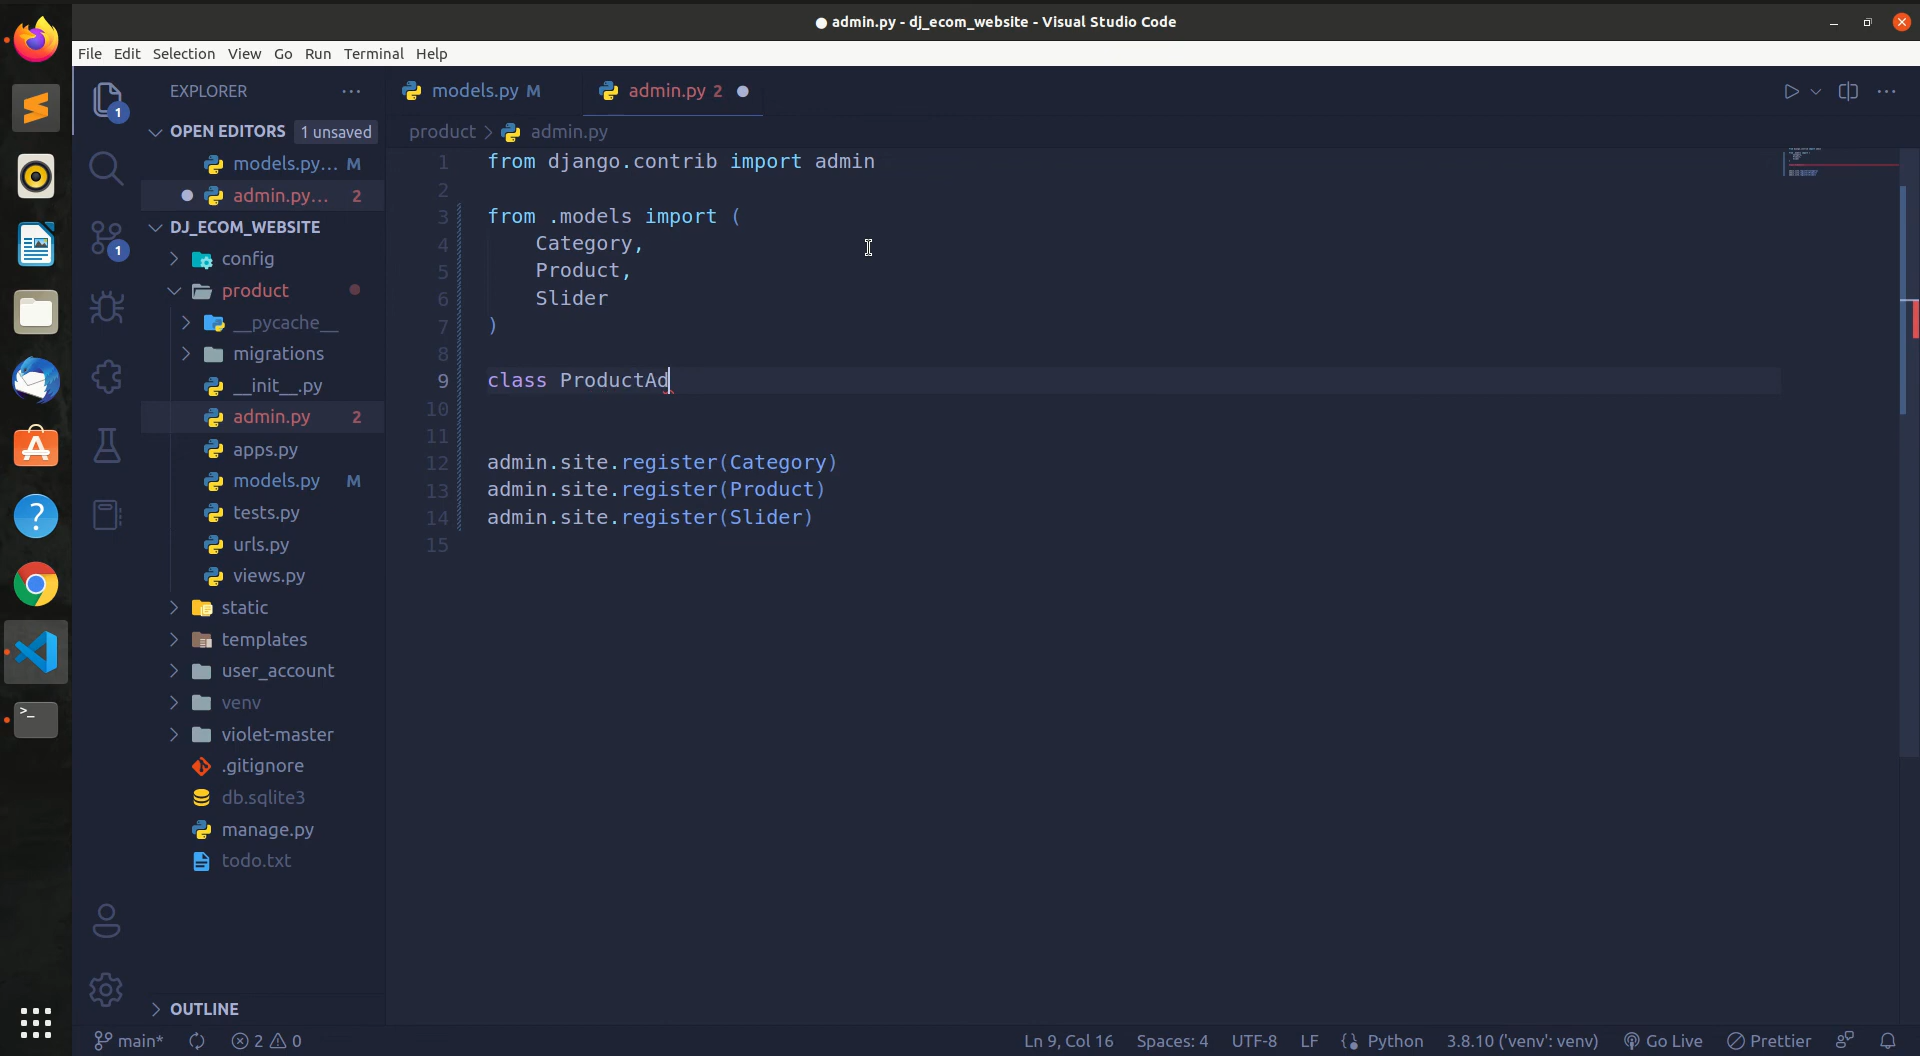 ● admin.py - dj_ecom_website - Visual Studio Code
File Edit Selection View Go Run Terminal Help
EXPLORER
models.py M
admin.py 2
OPEN EDITORS 1 unsaved
product > admin.py
models.py... M
admin.py... 2
DJ_ECOM_WEBSITE
config
product
__pycache__
migrations
__init__.py
admin.py 2
apps.py
models.py M
tests.py
urls.py
views.py
static
templates
user_account
venv
violet-master
.gitignore
db.sqlite3
manage.py
todo.txt
OUTLINE
1 from django.contrib import admin
2
3 from .models import (
4 Category,
5 Product,
6 Slider
7 )
8
9 class ProductAd
10
11
12 admin.site.register(Category)
13 admin.site.register(Product)
14 admin.site.register(Slider)
15
1
1
main* 2 0 Ln 9, Col 16 Spaces: 4 UTF-8 LF Python 3.8.10 ('venv': venv) Go Live Prettier